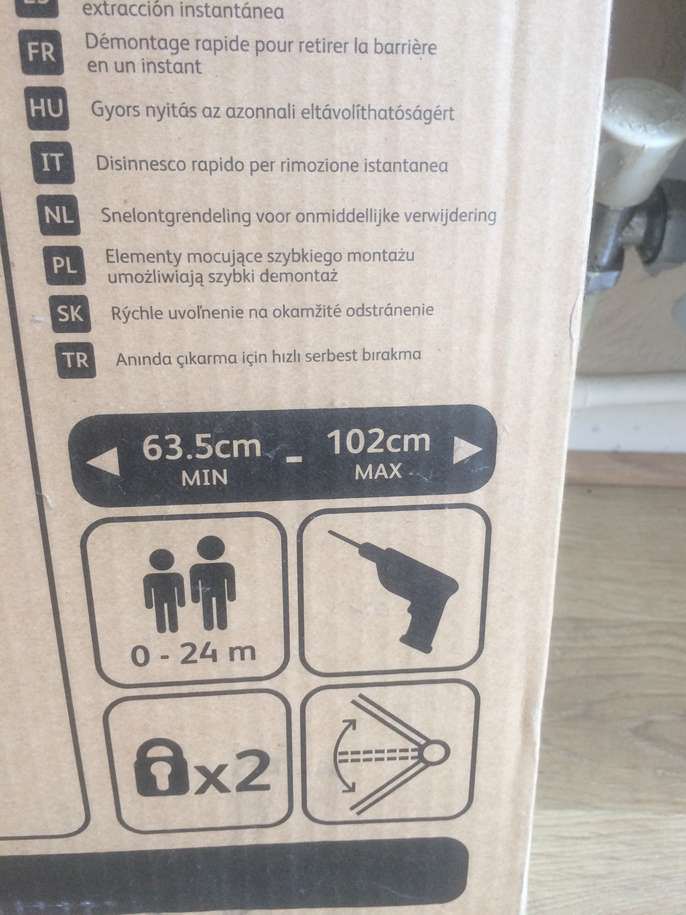 extracción instantánea
FR Démontage rapide pour retirer la barrière
en un instant
HU Gyors nyitás az azonnali eltávolíthatóságért
IT Disinnesco rapido per rimozione istantanea
NL Snelontgrendeling voor onmiddellijke verwijdering
PL Elementy mocujące szybkiego montażu
umożliwiają szybki demontaż
SK Rýchle uvoľnenie na okamžité odstránenie
TR Anında çıkarma için hızlı serbest bırakma
63.5cm - 102cm
MIN MAX
0 - 24 m
x2